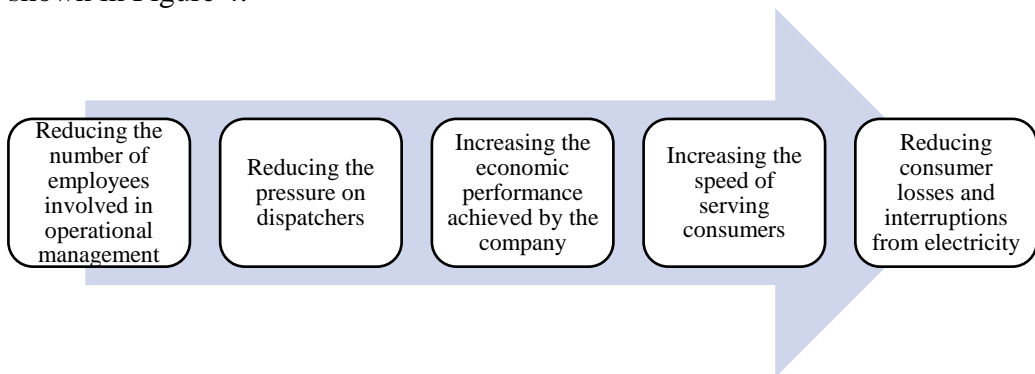 shown in Figure 4.
Reducing the
number of
employees
involved in
operational
management
Reducing the
pressure on
dispatchers
Increasing the
economic
performance
achieved by the
company
Increasing the
speed of
serving
consumers
Reducing
consumer
losses and
interruptions
from electricity